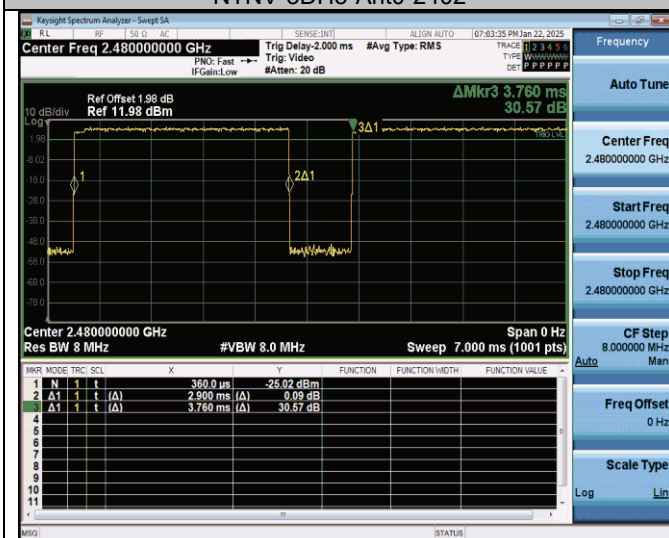 Keysight Spectrum Analyzer - Swept SA
RL RF 50 Ω AC SENSE:INT ALIGN AUTO 07:03:35 PM Jan 22, 2025
Center Freq 2.480000000 GHz
PNO: Fast
IFGain:Low
Trig Delay-2.000 ms
Trig: Video
#Atten: 20 dB
#Avg Type: RMS
TRACE 1 2 3 4 5 6
TYPE WWWWWW
DET P P P P P P
ΔMkr3 3.760 ms
30.57 dB
Ref Offset 1.98 dB
10 dB/div Ref 11.98 dBm
Log
1.98
-8.02
-18.0
-28.0
-38.0
-48.0
-58.0
-68.0
-78.0
1
2Δ1
3Δ1
TRIG LVL
Center 2.480000000 GHz Span 0 Hz
Res BW 8 MHz #VBW 8.0 MHz Sweep 7.000 ms (1001 pts)
MKR MODE TRC SCL X Y FUNCTION FUNCTION WIDTH FUNCTION VALUE
1 N 1 t 360.0 µs -25.02 dBm
2 Δ1 1 t (Δ) 2.900 ms (Δ) 0.09 dB
3 Δ1 1 t (Δ) 3.760 ms (Δ) 30.57 dB
4
5
6
7
8
9
10
11
MSG STATUS
Frequency
Auto Tune
Center Freq
2.480000000 GHz
Start Freq
2.480000000 GHz
Stop Freq
2.480000000 GHz
CF Step
8.000000 MHz
Auto Man
Freq Offset
0 Hz
Scale Type
Log Lin